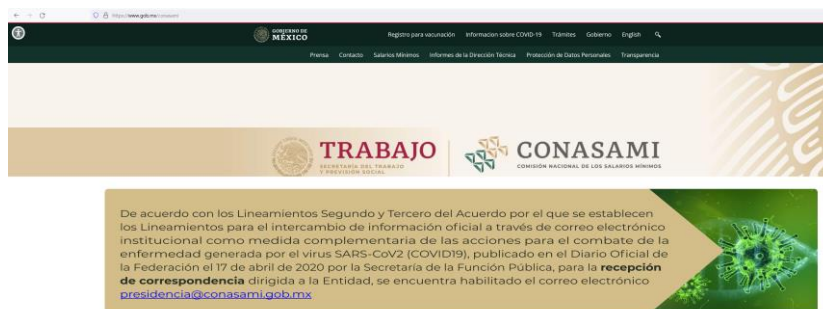 https://www.gob.mx/conasami
GOBIERNO DE
MÉXICO
Registro para vacunación Informacion sobre COVID-19 Trámites Gobierno English
Prensa Contacto Salarios Mínimos Informes de la Dirección Técnica Protección de Datos Personales Transparencia
TRABAJO
SECRETARÍA DEL TRABAJO
Y PREVISIÓN SOCIAL
CONASAMI
COMISIÓN NACIONAL DE LOS SALARIOS MÍNIMOS
De acuerdo con los Lineamientos Segundo y Tercero del Acuerdo por el que se establecen
los Lineamientos para el intercambio de información oficial a través de correo electrónico
institucional como medida complementaria de las acciones para el combate de la
enfermedad generada por el virus SARS-CoV2 (COVID19), publicado en el Diario Oficial de
la Federación el 17 de abril de 2020 por la Secretaría de la Función Pública, para la recepción
de correspondencia dirigida a la Entidad, se encuentra habilitado el correo electrónico
presidencia@conasami.gob.mx